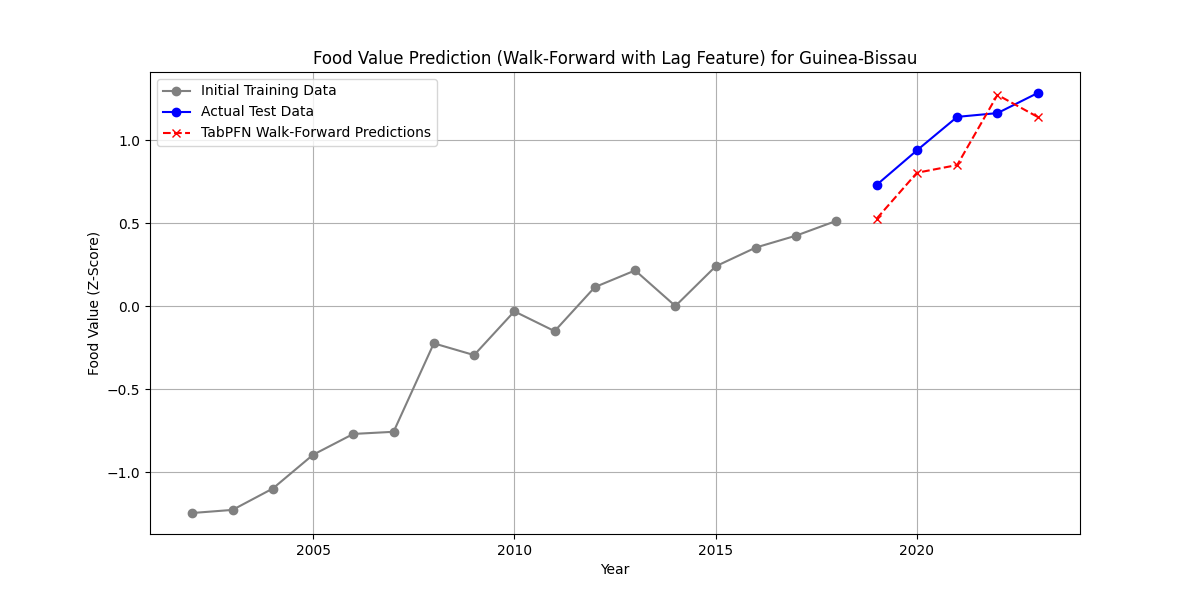 Food Value Prediction (Walk-Forward with Lag Feature) for Guinea-Bissau
Initial Training Data
Actual Test Data
TabPFN Walk-Forward Predictions
Food Value (Z-Score)
1.0
0.5
0.0
−0.5
−1.0
2005 2010 2015 2020
Year